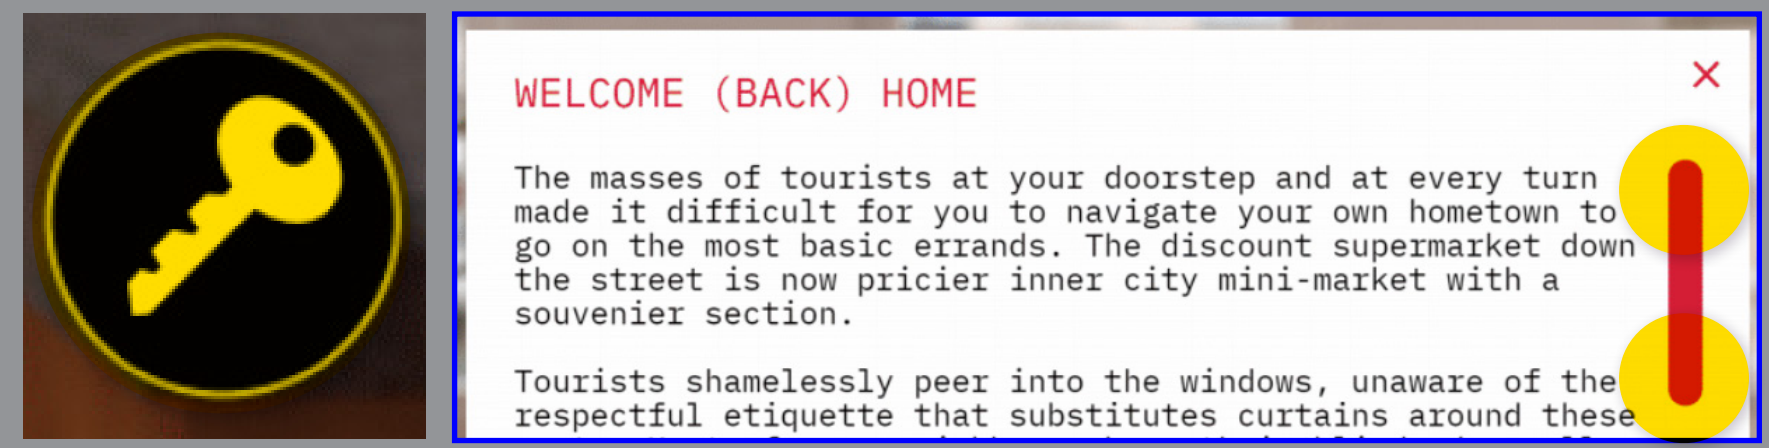 WELCOME (BACK) HOME
The masses of tourists at your doorstep and at every turn
made it difficult for you to navigate your own hometown to
go on the most basic errands. The discount supermarket down
the street is now pricier inner city mini-market with a
souvenier section.
Tourists shamelessly peer into the windows, unaware of the
respectful etiquette that substitutes curtains around these